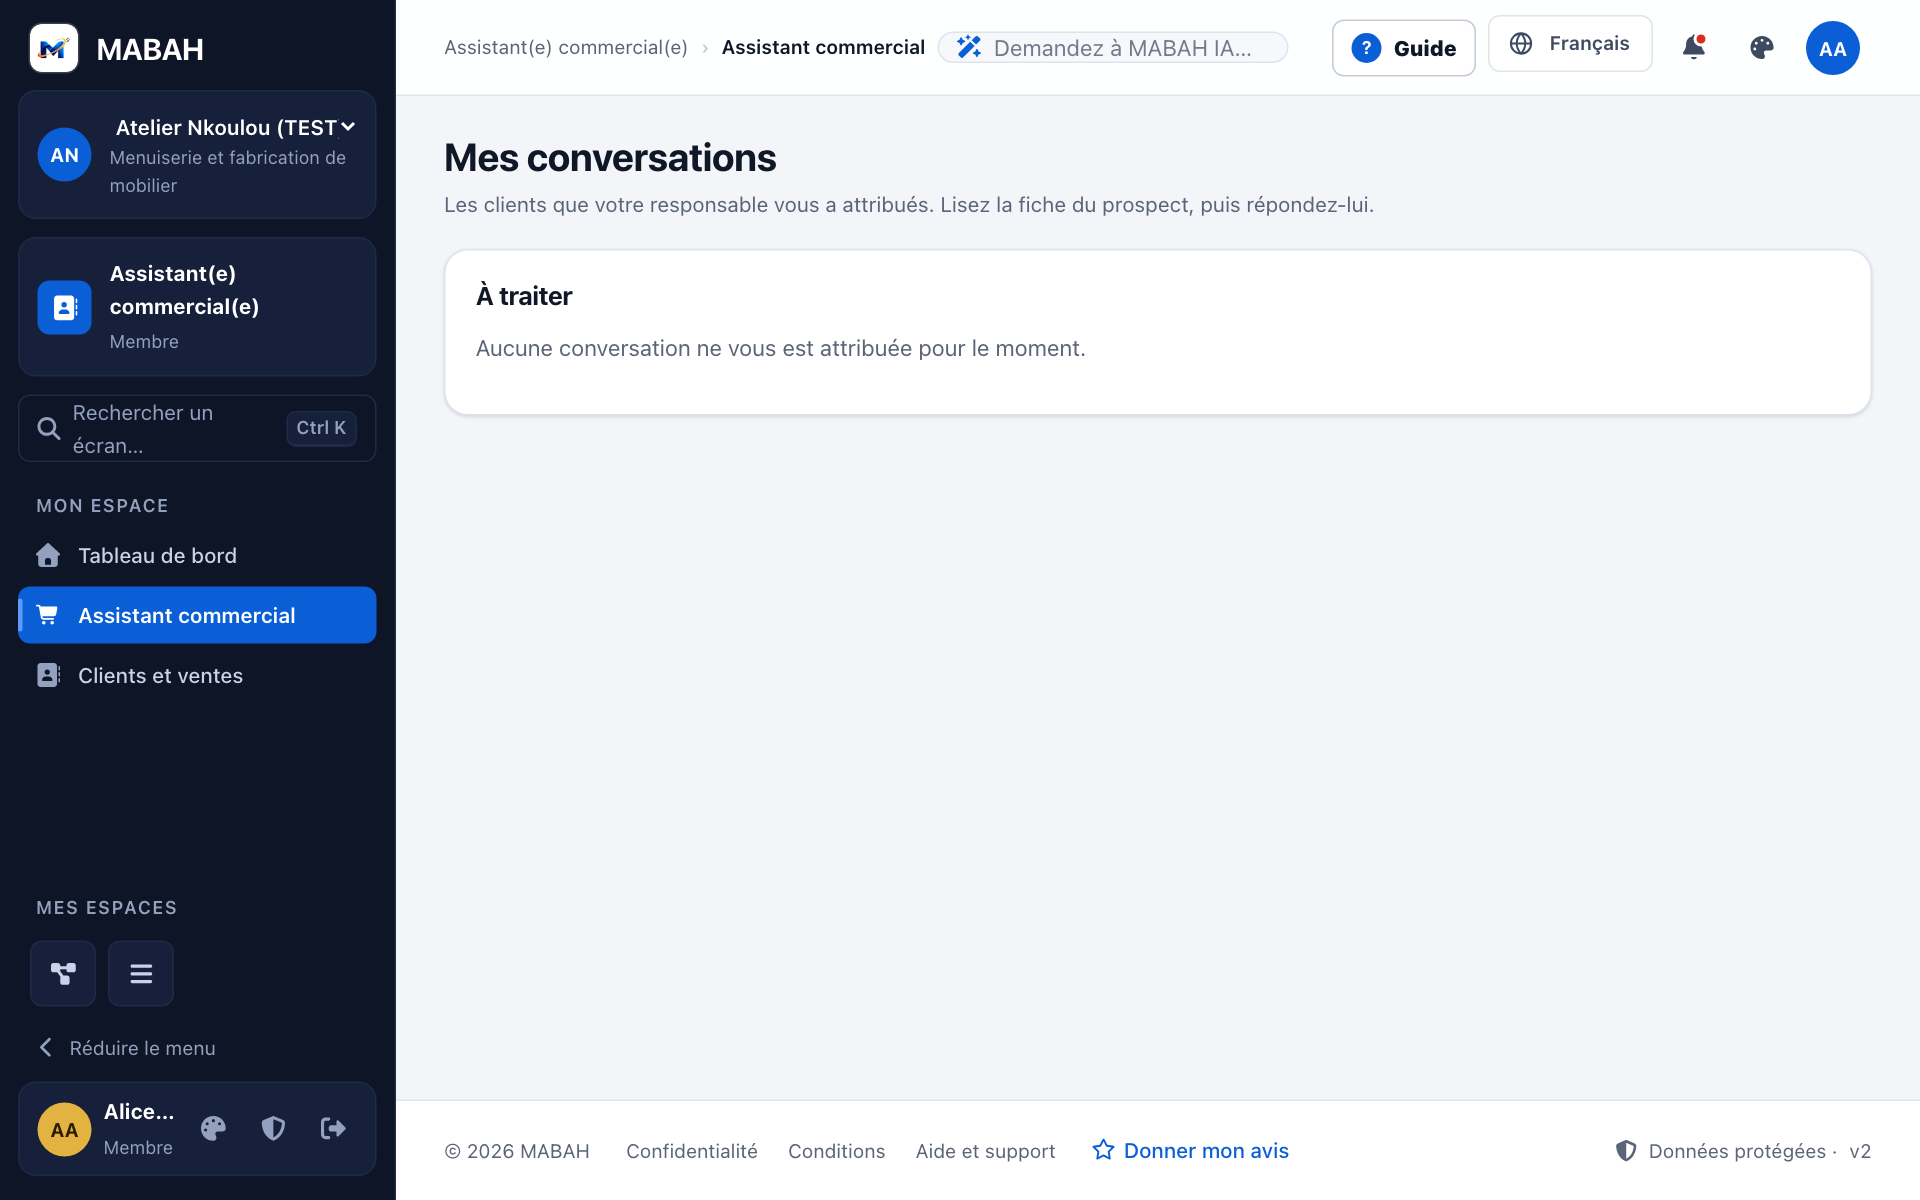 MABAH
AN
Atelier Nkoulou (TEST
Menuiserie et fabrication de
mobilier
Assistant(e)
commercial(e)
Membre
Rechercher un
écran...
Ctrl K
MON ESPACE
Tableau de bord
Assistant commercial
Clients et ventes
MES ESPACES
Réduire le menu
AA
Alice...
Membre
Assistant(e) commercial(e) › Assistant commercial
Demandez à MABAH IA...
? Guide
Français
AA
Mes conversations
Les clients que votre responsable vous a attribués. Lisez la fiche du prospect, puis répondez-lui.
À traiter
Aucune conversation ne vous est attribuée pour le moment.
© 2026 MABAH
Confidentialité
Conditions
Aide et support
Donner mon avis
Données protégées · v2